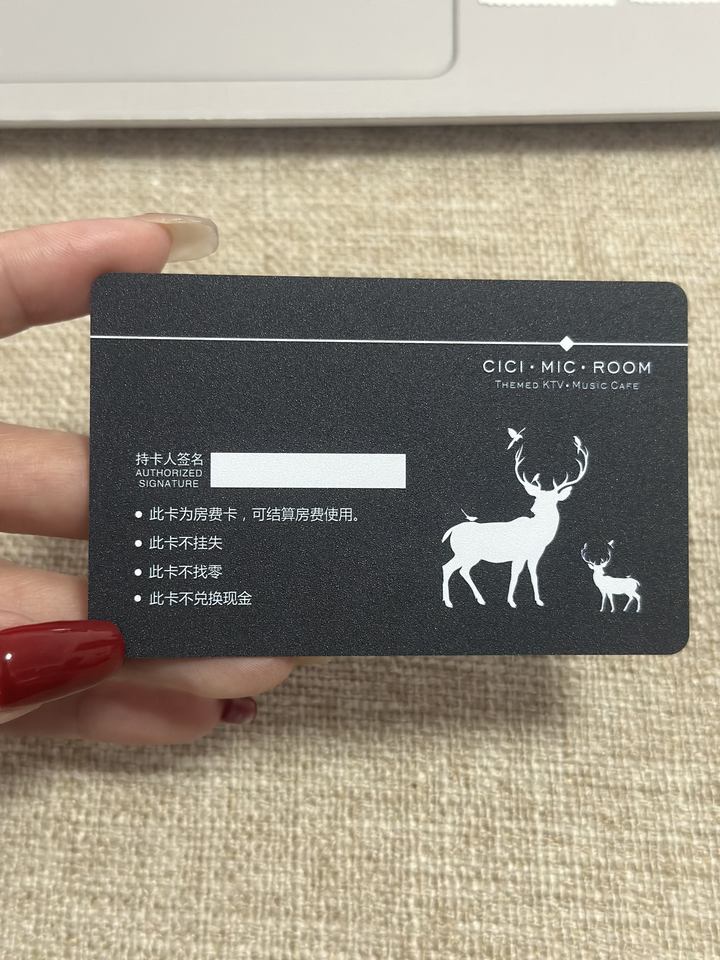 CICI • MIC • ROOM
THEMED KTV • MUSIC CAFE
持卡人签名
AUTHORIZED
SIGNATURE
● 此卡为房费卡，可结算房费使用。
● 此卡不挂失
● 此卡不找零
● 此卡不兑换现金